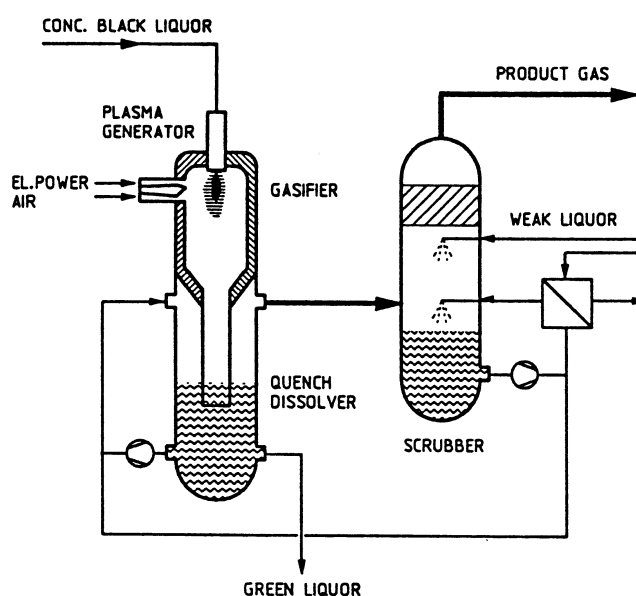 CONC. BLACK LIQUOR
PRODUCT GAS
PLASMA
GENERATOR
EL.POWER
AIR
GASIFIER
WEAK LIQUOR
QUENCH
DISSOLVER
SCRUBBER
GREEN LIQUOR